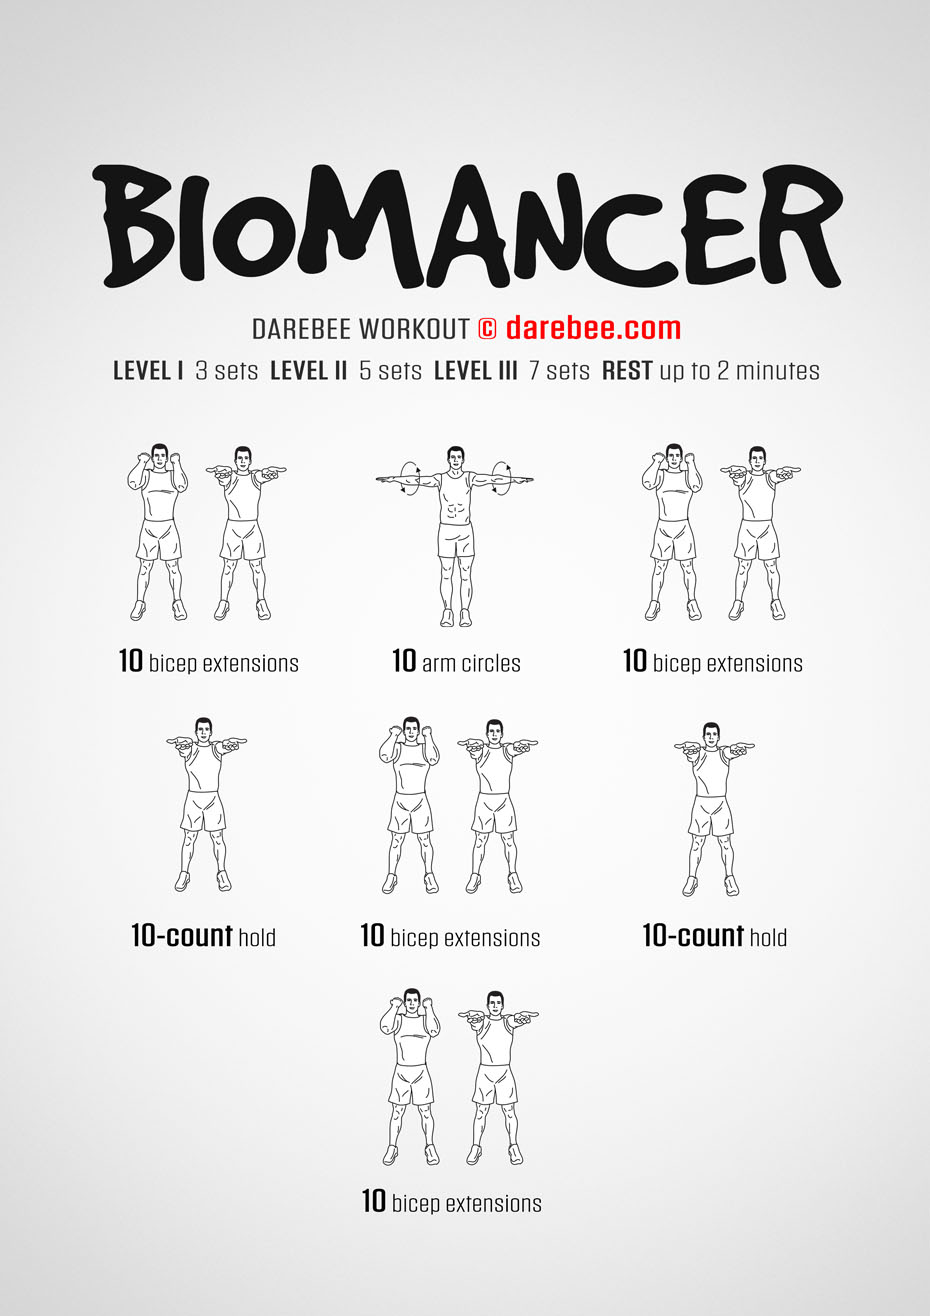 BIOMANCER
DAREBEE WORKOUT © darebee.com
LEVEL I 3 sets LEVEL II 5 sets LEVEL III 7 sets REST up to 2 minutes
10 bicep extensions
10 arm circles
10 bicep extensions
10-count hold
10 bicep extensions
10-count hold
10 bicep extensions